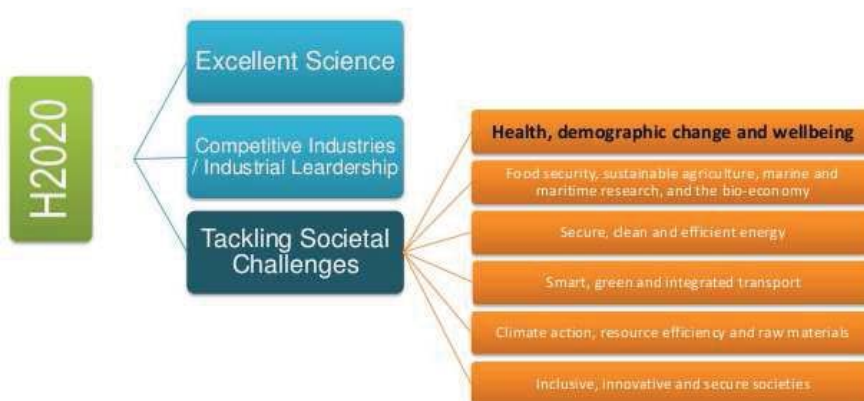 H2020
Excellent Science
Competitive Industries
/ Industrial Leardership
Tackling Societal
Challenges
Health, demographic change and wellbeing
Food security, sustainable agriculture, marine and
maritime research, and the bio-economy
Secure, clean and efficient energy
Smart, green and integrated transport
Climate action, resource efficiency and raw materials
Inclusive, innovative and secure societies